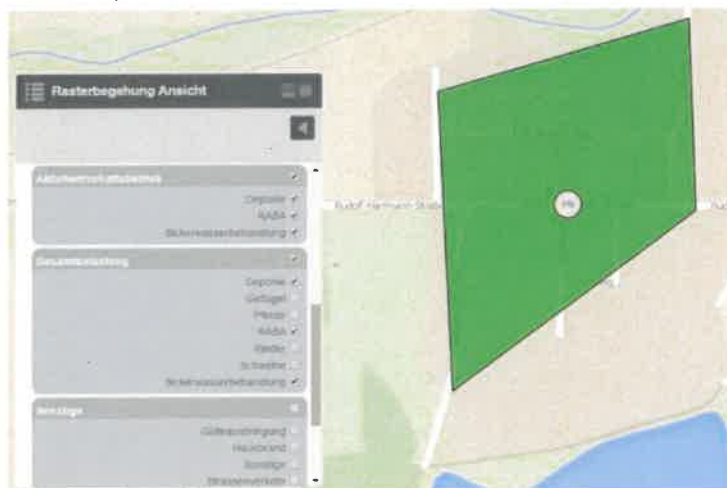 Rasterbegehung Ansicht
Deponie
RABA
Sickerwasserbehandlung
Gesamtbelastung
Deponie
Geflügel
Pferde
RABA
Rinder
Schweine
Sickerwasserbehandlung
Sonstige
Gülleausbringung
Hausbrand
Sonstige
Strassenverkehr